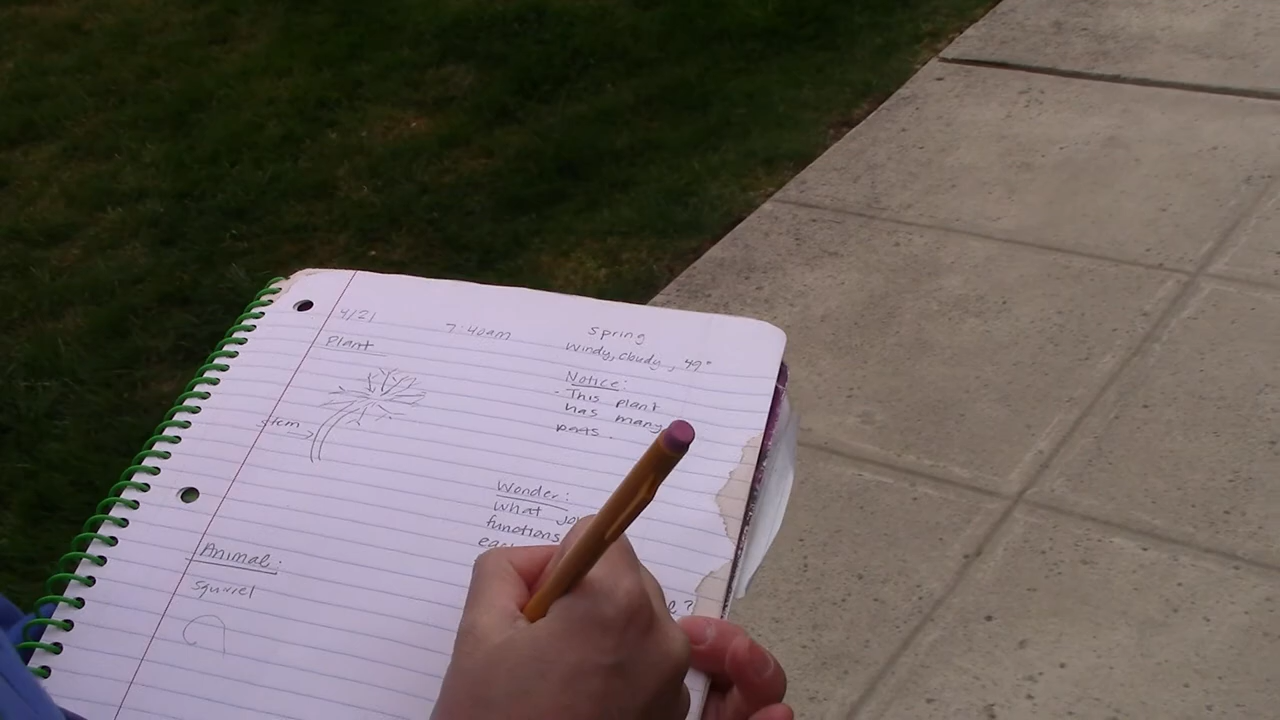 4/21 7:40am Spring
windy, cloudy, 49°
Plant
Notice:
- This plant
has many
parts.
stem
Wonder:
what
functions
Animal:
squirrel